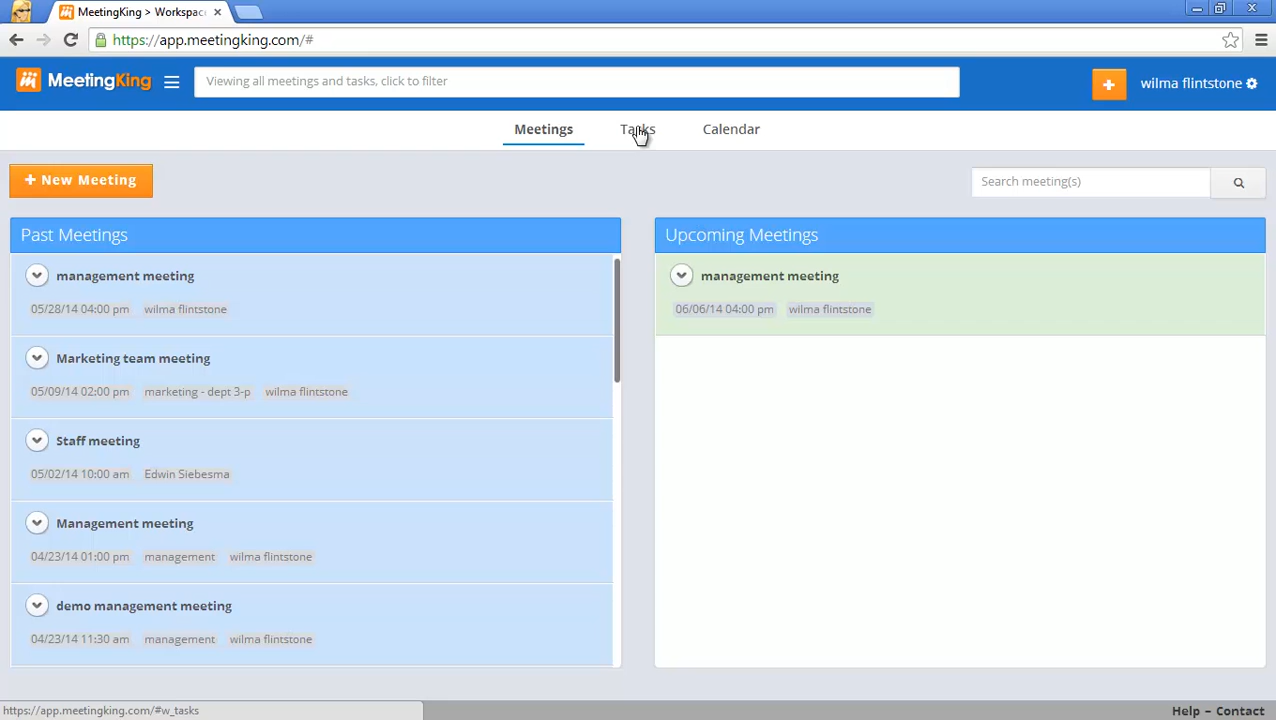 MeetingKing > Workspac
https://app.meetingking.com/#
MeetingKing
Viewing all meetings and tasks, click to filter
wilma flintstone
Meetings
Tasks
Calendar
+ New Meeting
Search meeting(s)
Past Meetings
management meeting
05/28/14 04:00 pm wilma flintstone
Marketing team meeting
05/09/14 02:00 pm marketing - dept 3-p wilma flintstone
Staff meeting
05/02/14 10:00 am Edwin Siebesma
Management meeting
04/23/14 01:00 pm management wilma flintstone
demo management meeting
04/23/14 11:30 am management wilma flintstone
Upcoming Meetings
management meeting
06/06/14 04:00 pm wilma flintstone
https://app.meetingking.com/#w_tasks
Help – Contact